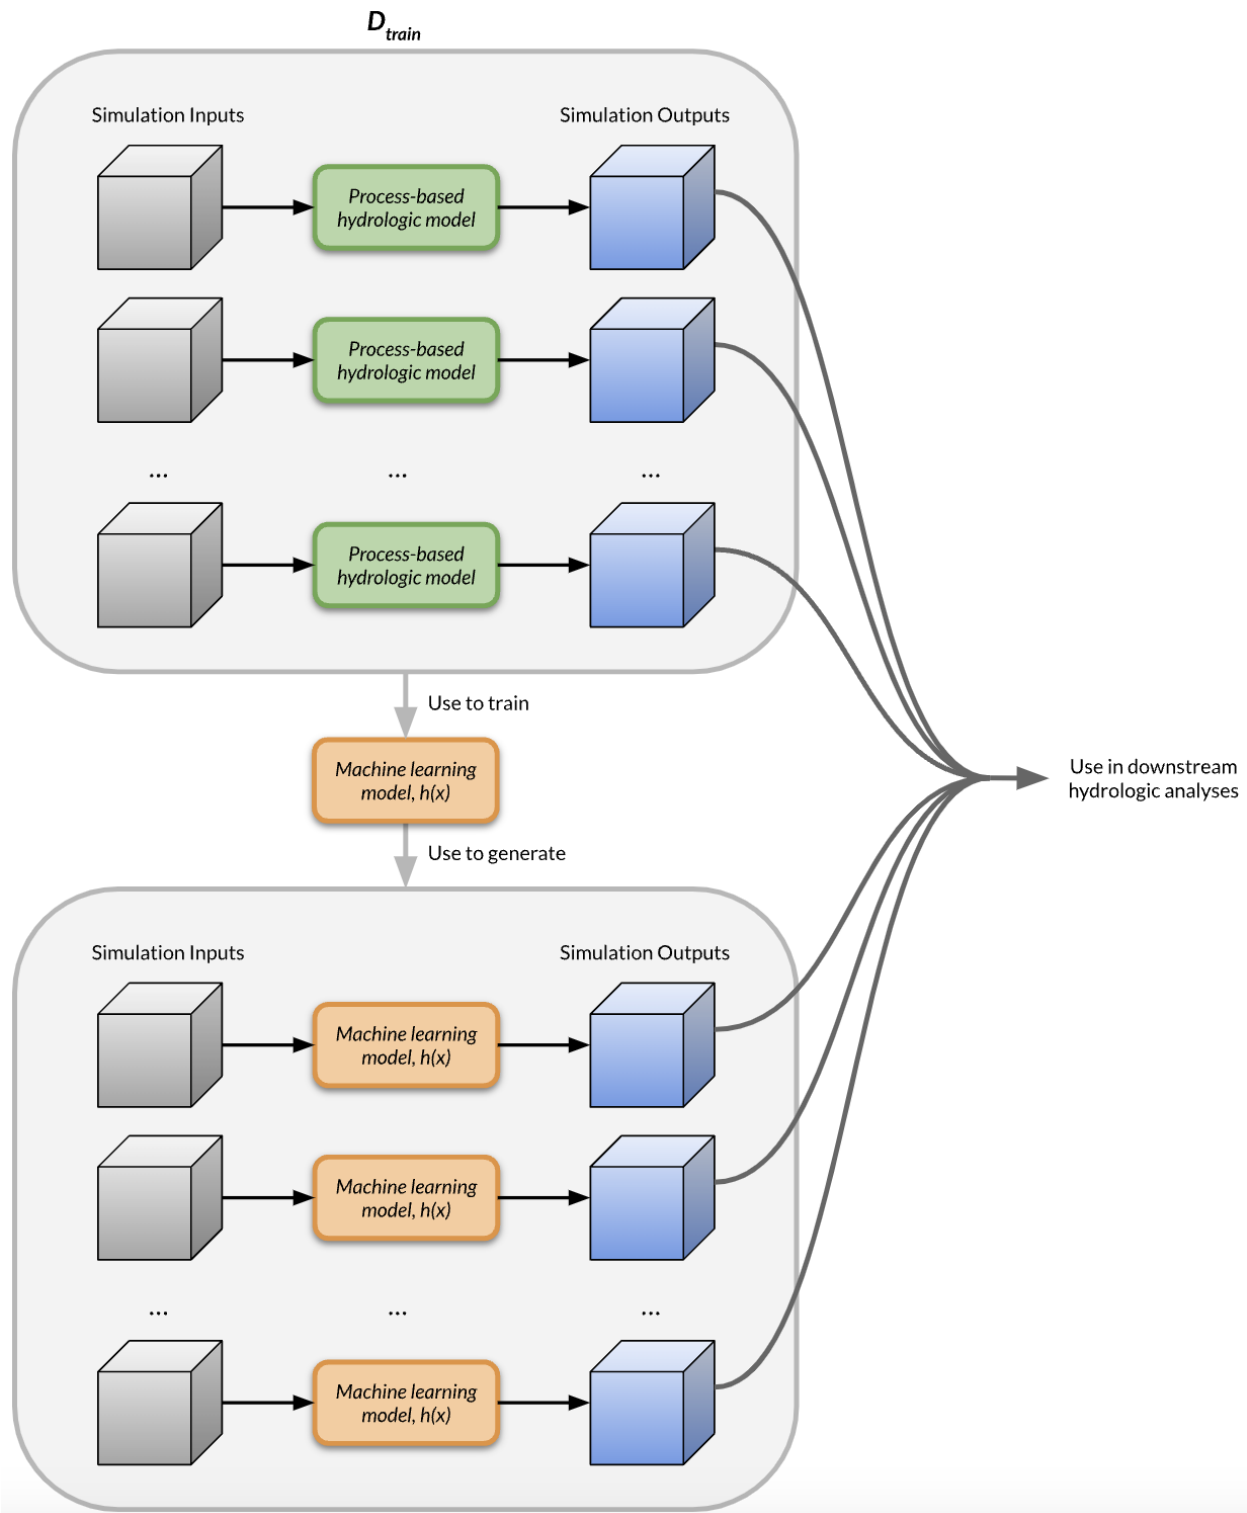 D_train
Simulation Inputs Simulation Outputs
Process-based
hydrologic model
Process-based
hydrologic model
... ... ...
Process-based
hydrologic model
Use to train
Machine learning
model, h(x)
Use in downstream
hydrologic analyses
Use to generate
Simulation Inputs Simulation Outputs
Machine learning
model, h(x)
Machine learning
model, h(x)
... ... ...
Machine learning
model, h(x)